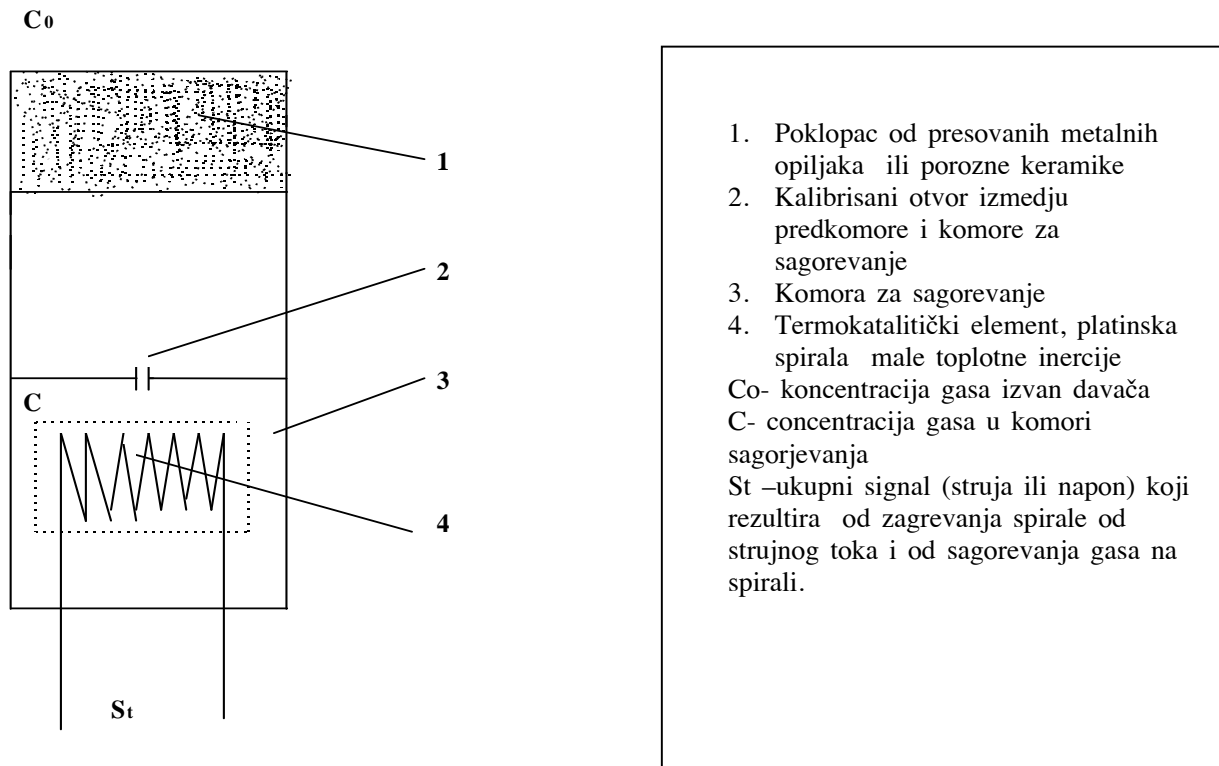 C0
1
2
3
C
4
St
1. Poklopac od presovanih metalnih
opiljaka ili porozne keramike
2. Kalibrisani otvor izmedju
predkomore i komore za
sagorevanje
3. Komora za sagorevanje
4. Termokatalitički element, platinska
spirala male toplotne inercije
Co- koncentracija gasa izvan davača
C- concentracija gasa u komori
sagorjevanja
St –ukupni signal (struja ili napon) koji
rezultira od zagrevanja spirale od
strujnog toka i od sagorevanja gasa na
spirali.